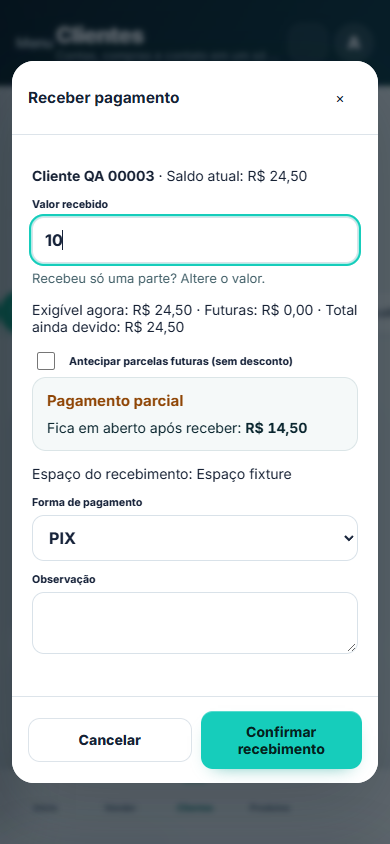 Menu Clientes
A
Receber pagamento
×
Cliente QA 00003 · Saldo atual: R$ 24,50
Valor recebido
10
Recebeu só uma parte? Altere o valor.
Exigível agora: R$ 24,50 · Futuras: R$ 0,00 · Total
ainda devido: R$ 24,50
Antecipar parcelas futuras (sem desconto)
Pagamento parcial
Fica em aberto após receber: R$ 14,50
Espaço do recebimento: Espaço fixture
Forma de pagamento
PIX
Observação
Cancelar
Confirmar
recebimento